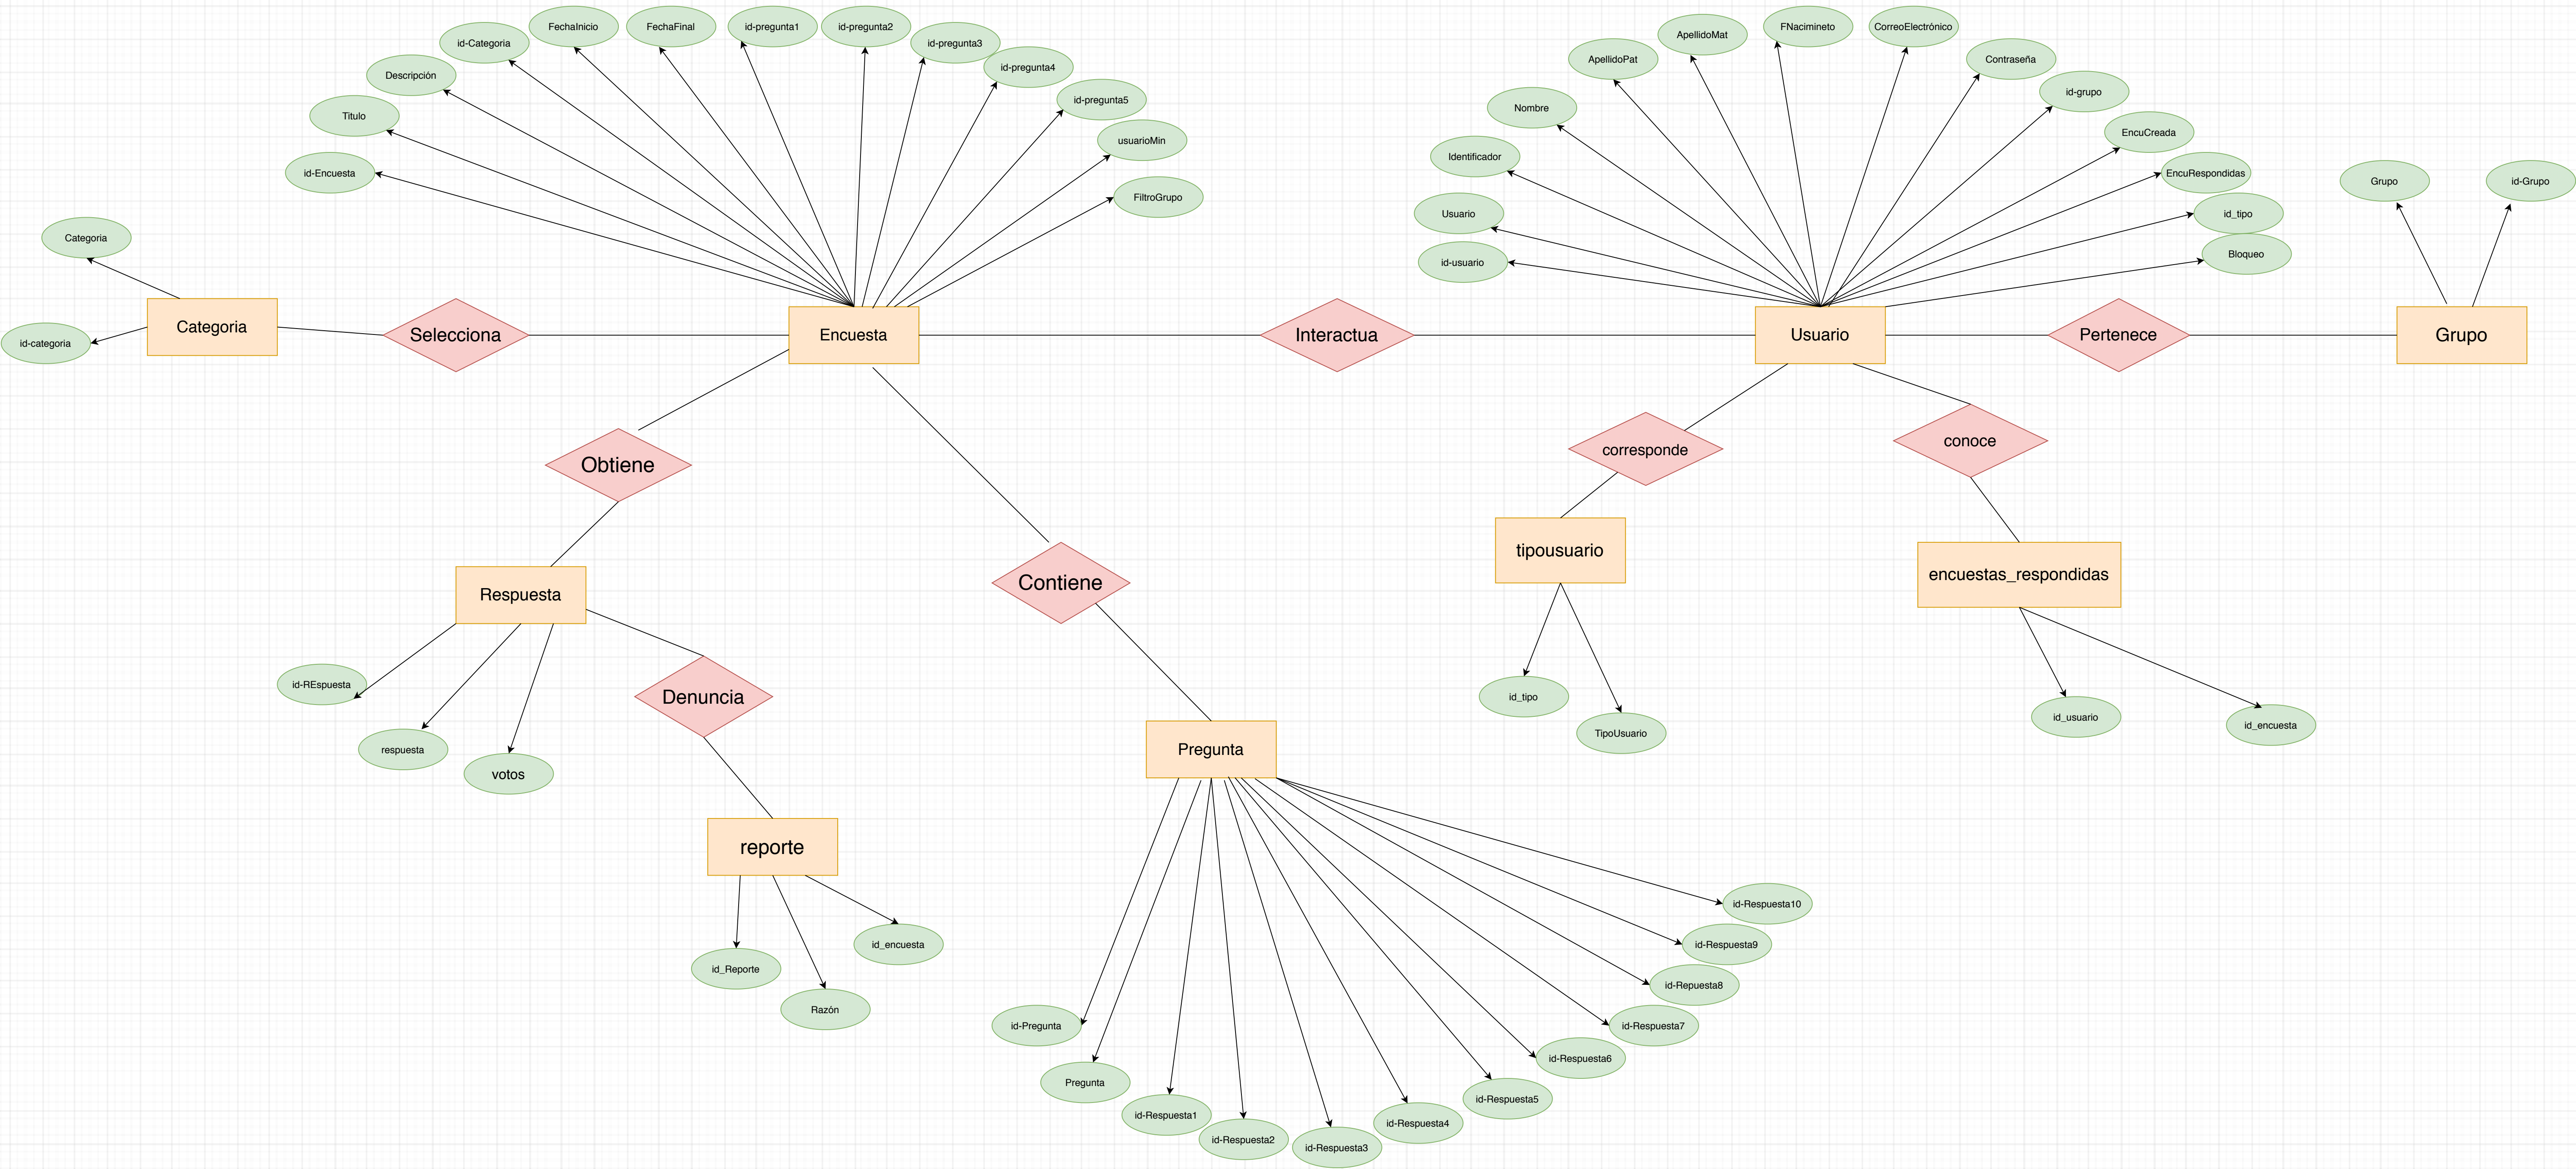 FechaInicio
FechaFinal
id-pregunta1
id-pregunta2
id-Categoria
id-pregunta3
id-pregunta4
Descripción
id-pregunta5
Titulo
usuarioMin
id-Encuesta
FiltroGrupo
FNacimineto
CorreoElectrónico
ApellidoMat
ApellidoPat
Contraseña
id-grupo
Nombre
EncuCreada
Identificador
EncuRespondidas
Usuario
id_tipo
id-usuario
Bloqueo
Grupo
id-Grupo
Categoria
id-categoria
Categoria
Selecciona
Encuesta
Interactua
Usuario
Pertenece
Grupo
Obtiene
corresponde
conoce
Respuesta
Contiene
tipousuario
encuestas_respondidas
id-REspuesta
respuesta
votos
Denuncia
Pregunta
id_tipo
TipoUsuario
id_usuario
id_encuesta
reporte
id_Reporte
Razón
id_encuesta
id-Respuesta10
id-Respuesta9
id-Repuesta8
id-Respuesta7
id-Respuesta6
id-Respuesta5
id-Respuesta4
id-Respuesta3
id-Respuesta2
id-Respuesta1
Pregunta
id-Pregunta